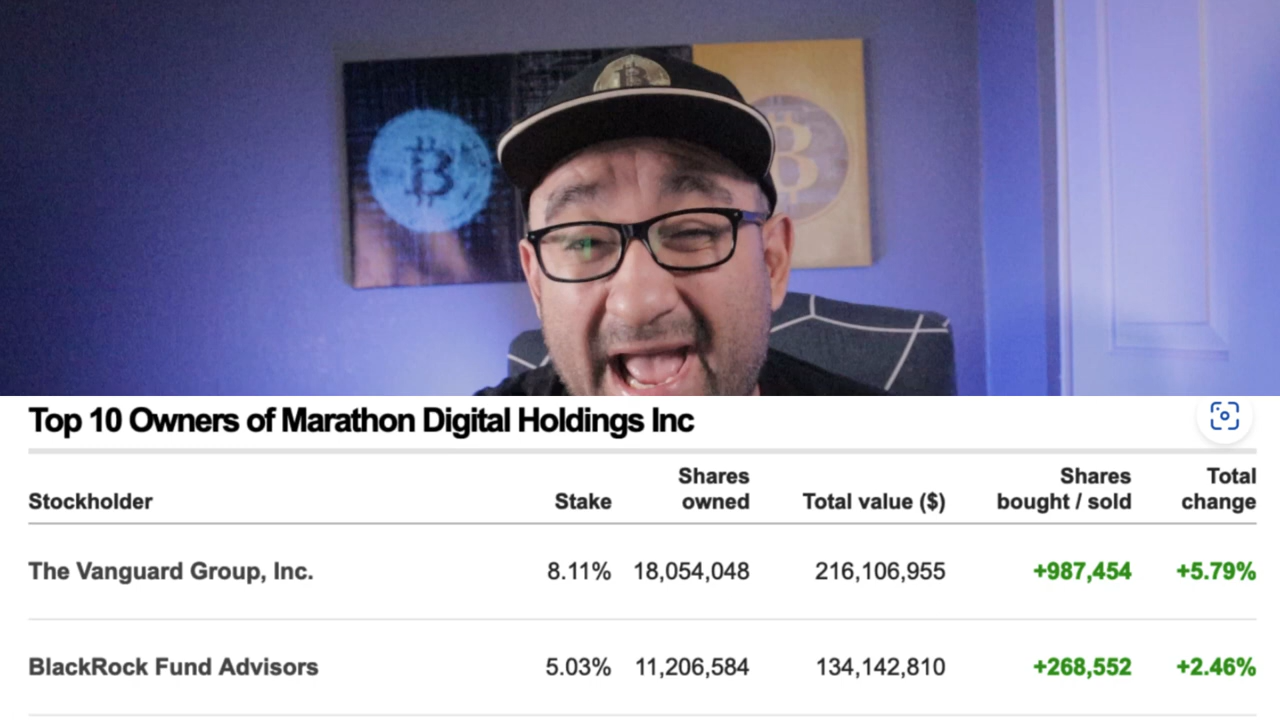 Top 10 Owners of Marathon Digital Holdings Inc
Stockholder Stake Shares owned Total value ($) Shares bought / sold Total change
The Vanguard Group, Inc. 8.11% 18,054,048 216,106,955 +987,454 +5.79%
BlackRock Fund Advisors 5.03% 11,206,584 134,142,810 +268,552 +2.46%